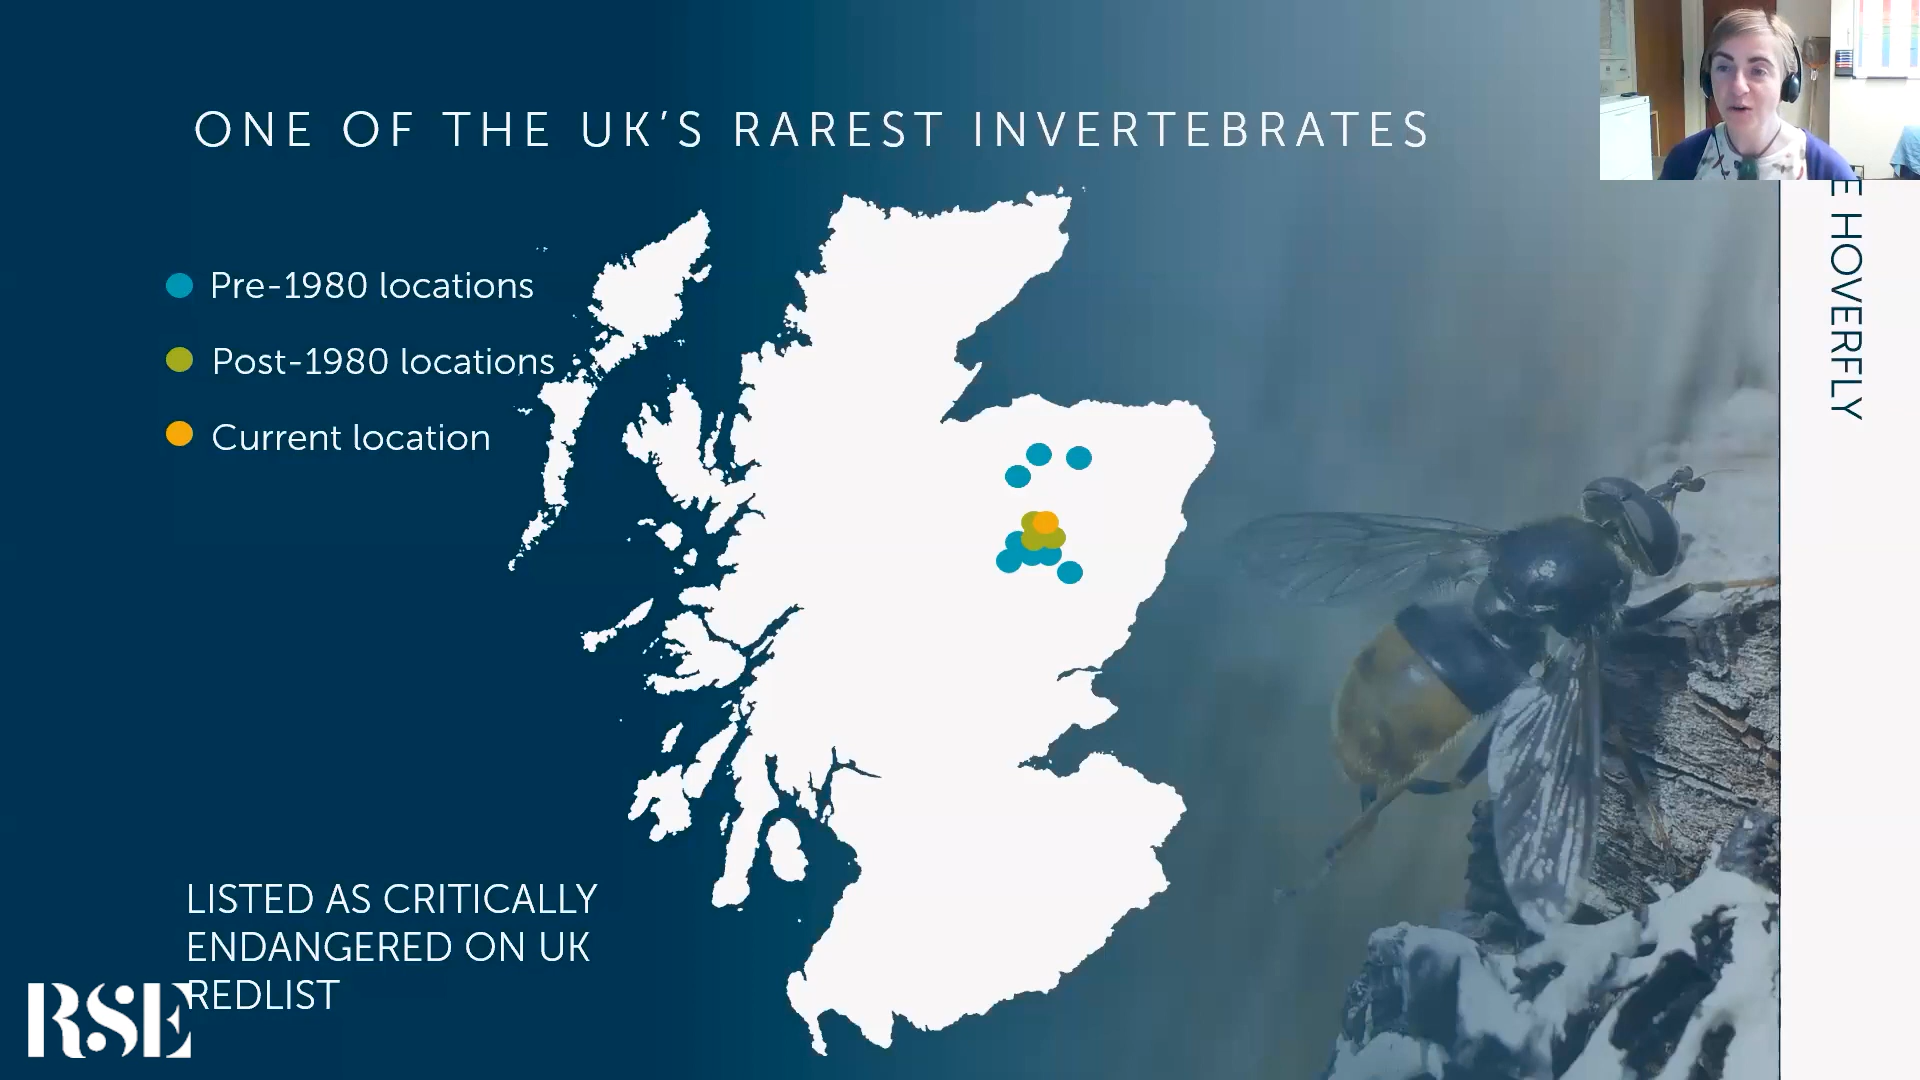 ONE OF THE UK'S RAREST INVERTEBRATES
Pre-1980 locations
Post-1980 locations
Current location
LISTED AS CRITICALLY
ENDANGERED ON UK
REDLIST
RSE
E HOVERFLY